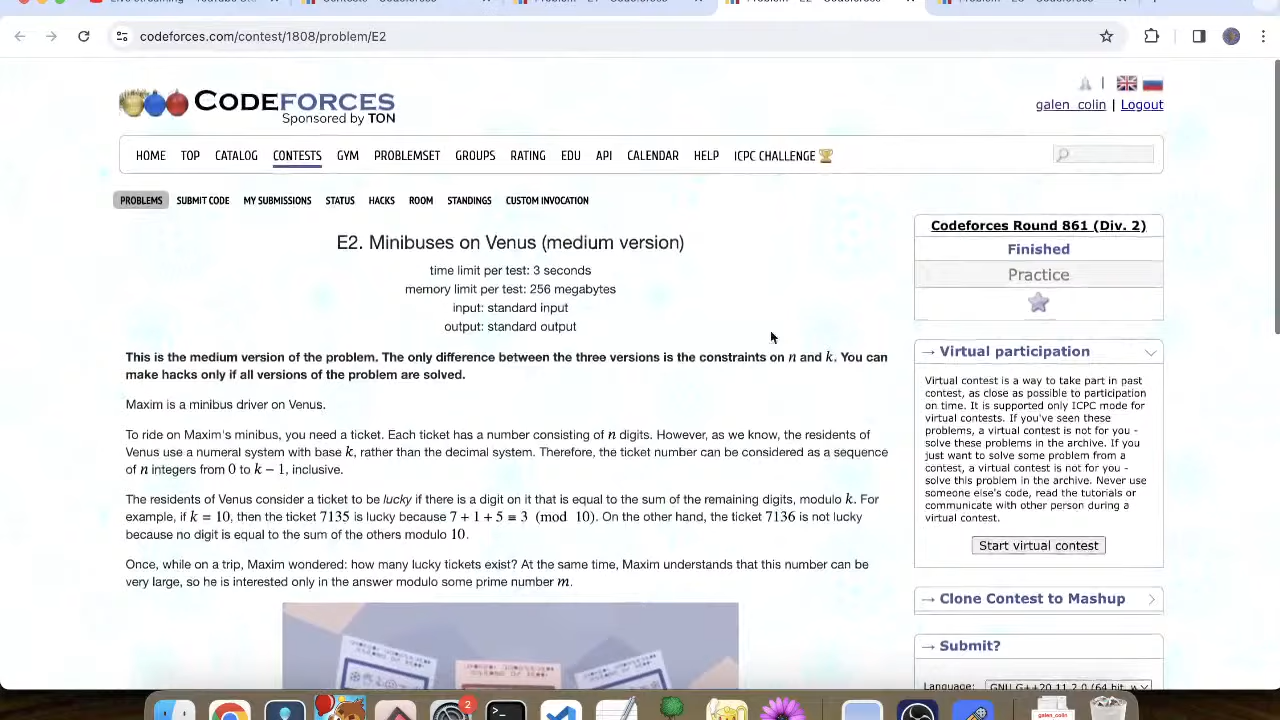 codeforces.com/contest/1808/problem/E2
CODEFORCES
Sponsored by TON
galen_colin | Logout
HOME TOP CATALOG CONTESTS GYM PROBLEMSET GROUPS RATING EDU API CALENDAR HELP ICPC CHALLENGE
PROBLEMS SUBMIT CODE MY SUBMISSIONS STATUS HACKS ROOM STANDINGS CUSTOM INVOCATION
E2. Minibuses on Venus (medium version)
time limit per test: 3 seconds
memory limit per test: 256 megabytes
input: standard input
output: standard output
This is the medium version of the problem. The only difference between the three versions is the constraints on n and k. You can
make hacks only if all versions of the problem are solved.
Maxim is a minibus driver on Venus.
To ride on Maxim's minibus, you need a ticket. Each ticket has a number consisting of n digits. However, as we know, the residents of
Venus use a numeral system with base k, rather than the decimal system. Therefore, the ticket number can be considered as a sequence
of n integers from 0 to k − 1, inclusive.
The residents of Venus consider a ticket to be lucky if there is a digit on it that is equal to the sum of the remaining digits, modulo k. For
example, if k = 10, then the ticket 7135 is lucky because 7 + 1 + 5 ≡ 3 (mod 10). On the other hand, the ticket 7136 is not lucky
because no digit is equal to the sum of the others modulo 10.
Once, while on a trip, Maxim wondered: how many lucky tickets exist? At the same time, Maxim understands that this number can be
very large, so he is interested only in the answer modulo some prime number m.
Codeforces Round 861 (Div. 2)
Finished
Practice
→ Virtual participation
Virtual contest is a way to take part in past
contest, as close as possible to participation
on time. It is supported only ICPC mode for
virtual contests. If you've seen these
problems, a virtual contest is not for you -
solve these problems in the archive. If you
just want to solve some problem from a
contest, a virtual contest is not for you -
solve this problem in the archive. Never use
someone else's code, read the tutorials or
communicate with other person during a
virtual contest.
Start virtual contest
→ Clone Contest to Mashup
→ Submit?
Language:
2
galen_colin